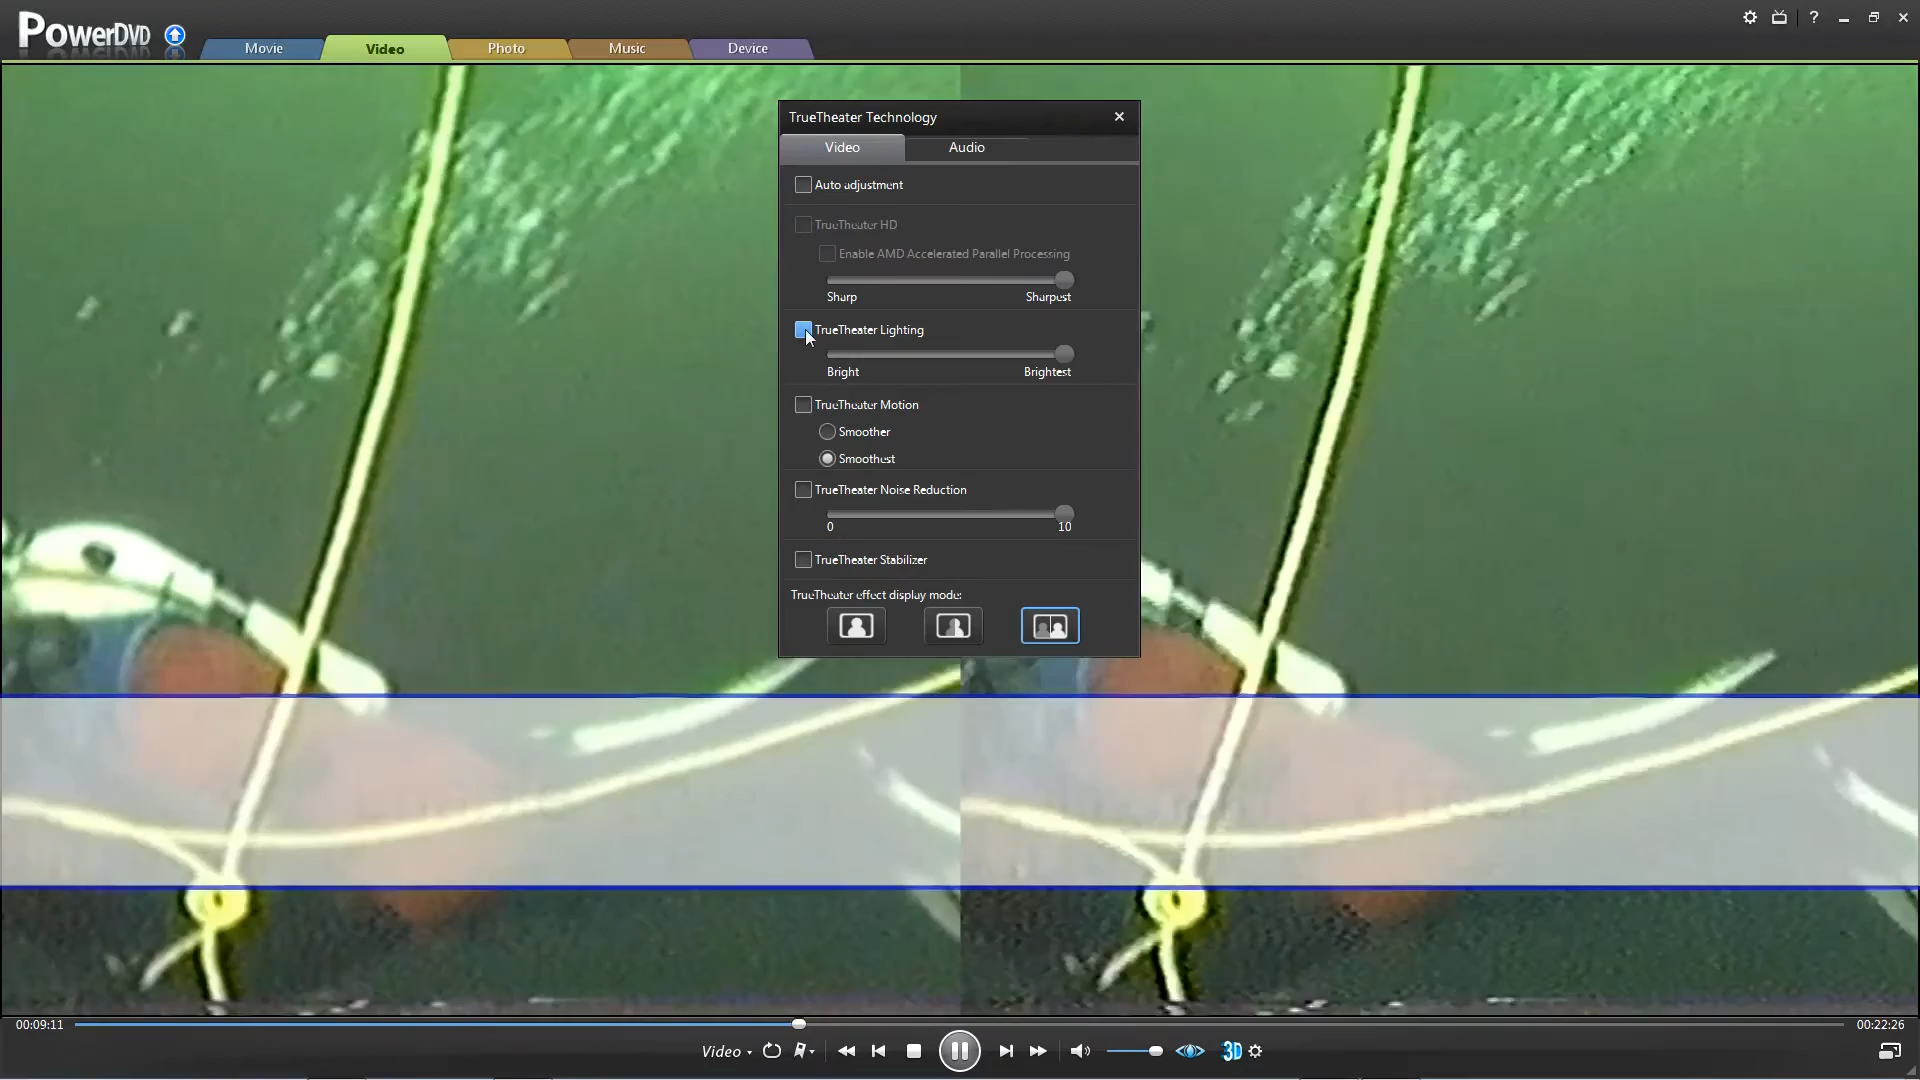 PowerDVD
Movie
Video
Photo
Music
Device
?
TrueTheater Technology
Video
Audio
Auto adjustment
TrueTheater HD
Enable AMD Accelerated Parallel Processing
Sharp
Sharpest
TrueTheater Lighting
Bright
Brightest
TrueTheater Motion
Smoother
Smoothest
TrueTheater Noise Reduction
0
10
TrueTheater Stabilizer
TrueTheater effect display mode:
00:09:11
00:22:26
Video
3D